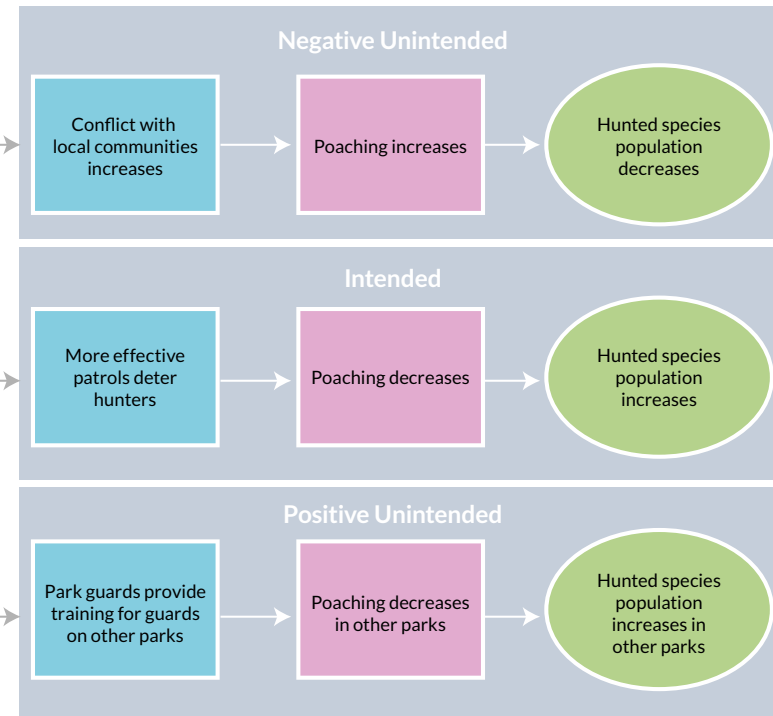 Negative Unintended
Conflict with
local communities
increases
Poaching increases
Hunted species
population
decreases
Intended
More effective
patrols deter
hunters
Poaching decreases
Hunted species
population
increases
Positive Unintended
Park guards provide
training for guards
on other parks
Poaching decreases
in other parks
Hunted species
population
increases in
other parks